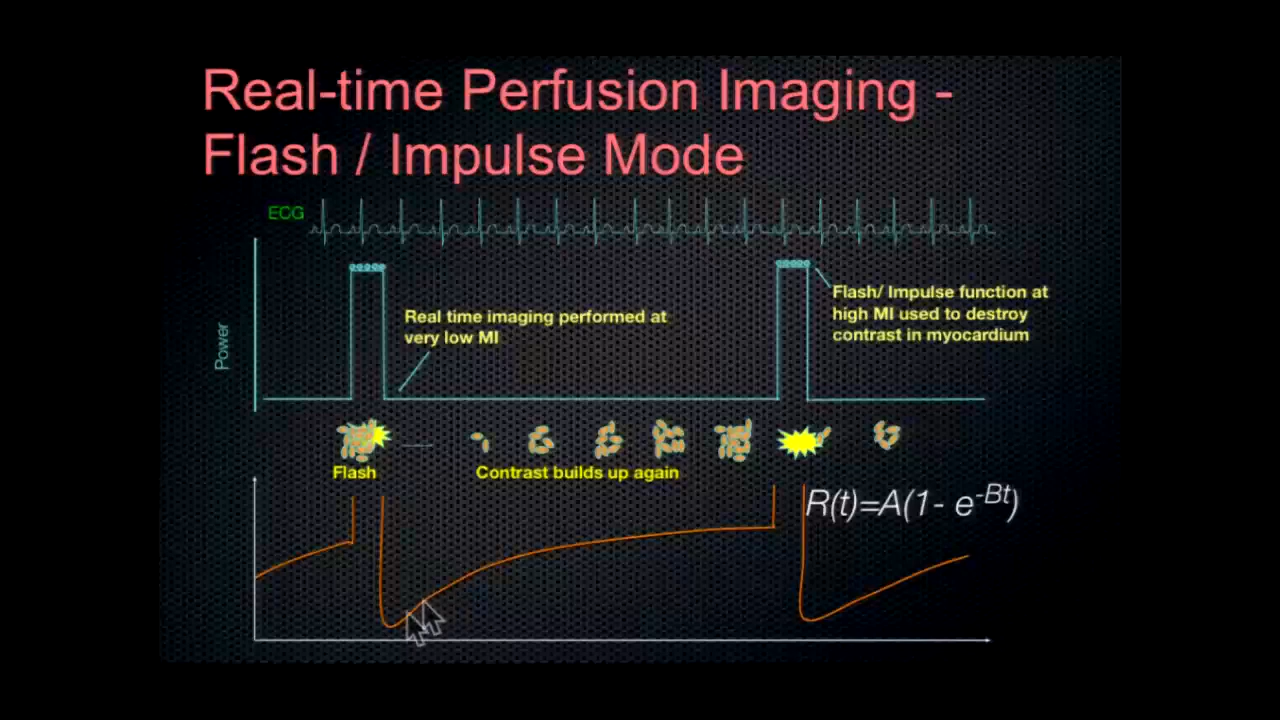 Real-time Perfusion Imaging -
Flash / Impulse Mode
ECG
Power
Real time imaging performed at
very low MI
Flash/ Impulse function at
high MI used to destroy
contrast in myocardium
Flash
Contrast builds up again
R(t)=A(1- e^-Bt)